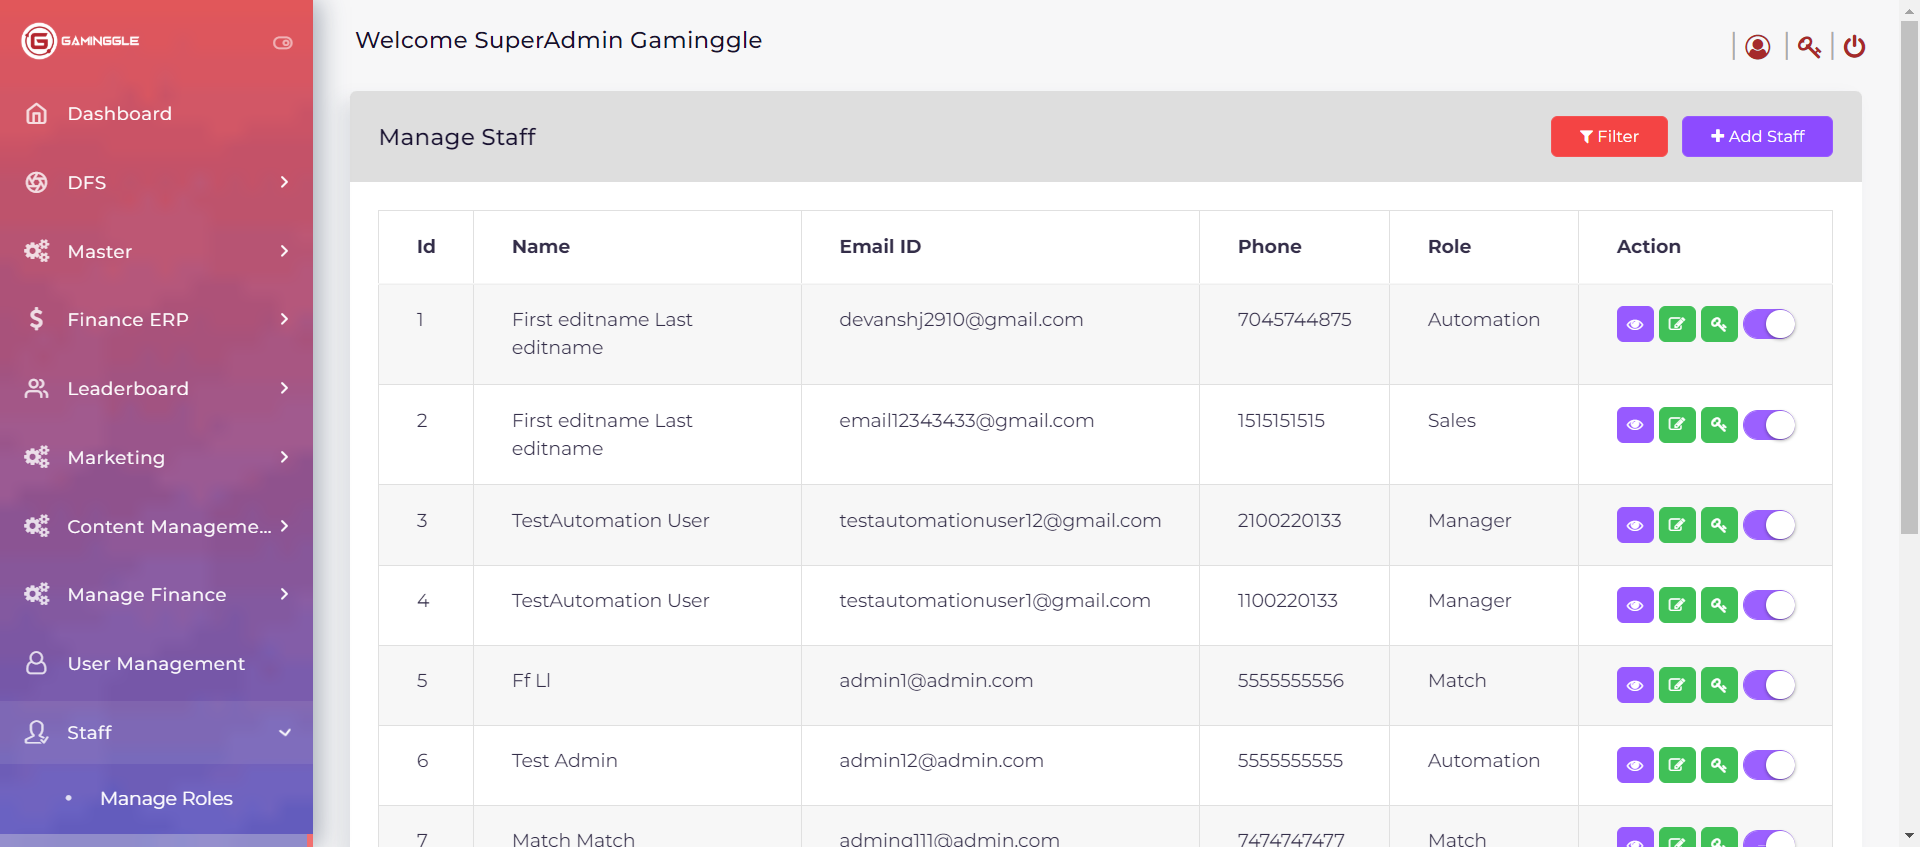 GAMINGGLE
Welcome SuperAdmin Gaminggle
Dashboard
DFS
Master
Finance ERP
Leaderboard
Marketing
Content Manageme...
Manage Finance
User Management
Staff
Manage Roles
Manage Staff
Filter
Add Staff
Id Name Email ID Phone Role Action
1 First editname Last editname devanshj2910@gmail.com 7045744875 Automation
2 First editname Last editname email12343433@gmail.com 1515151515 Sales
3 TestAutomation User testautomationuser12@gmail.com 2100220133 Manager
4 TestAutomation User testautomationuser1@gmail.com 1100220133 Manager
5 Ff Ll admin1@admin.com 5555555556 Match
6 Test Admin admin12@admin.com 5555555555 Automation
7 Match Match 7474747477 Match